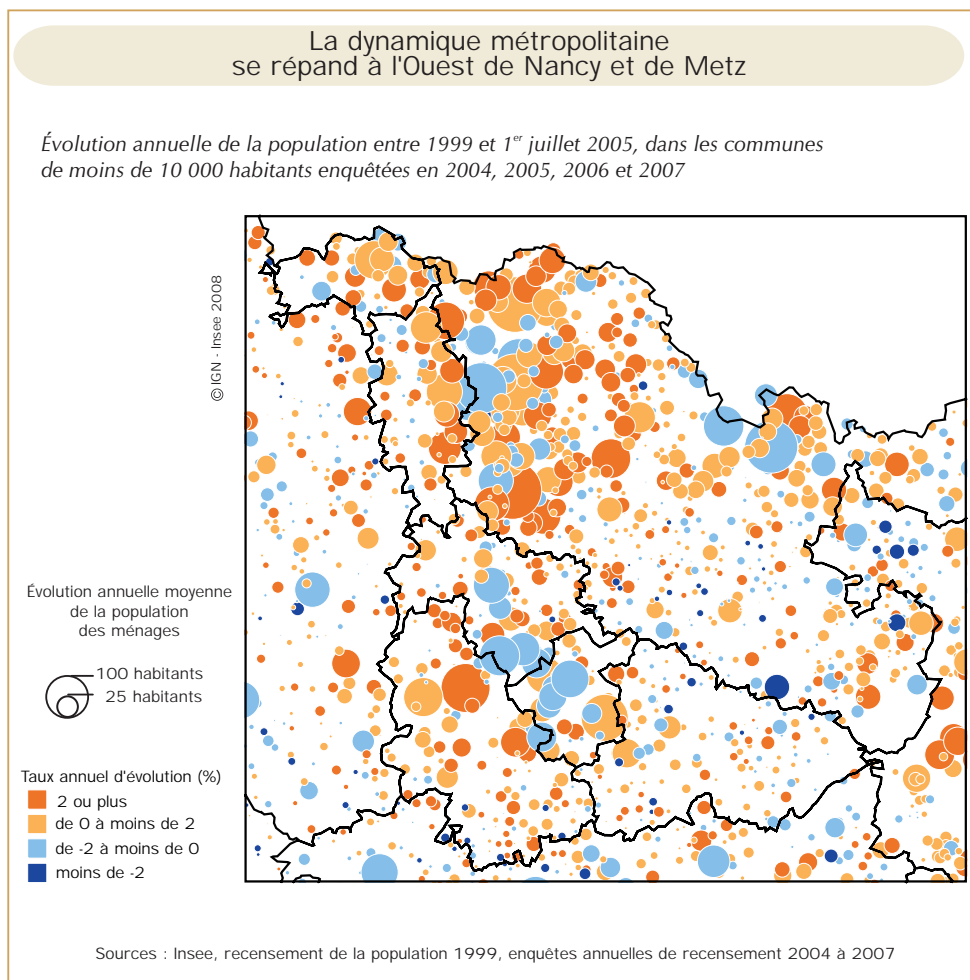 La dynamique métropolitaine
se répand à l'Ouest de Nancy et de Metz
Évolution annuelle de la population entre 1999 et 1er juillet 2005, dans les communes
de moins de 10 000 habitants enquêtées en 2004, 2005, 2006 et 2007
© IGN - Insee 2008
Évolution annuelle moyenne
de la population
des ménages
100 habitants
25 habitants
Taux annuel d'évolution (%)
2 ou plus
de 0 à moins de 2
de -2 à moins de 0
moins de -2
Sources : Insee, recensement de la population 1999, enquêtes annuelles de recensement 2004 à 2007